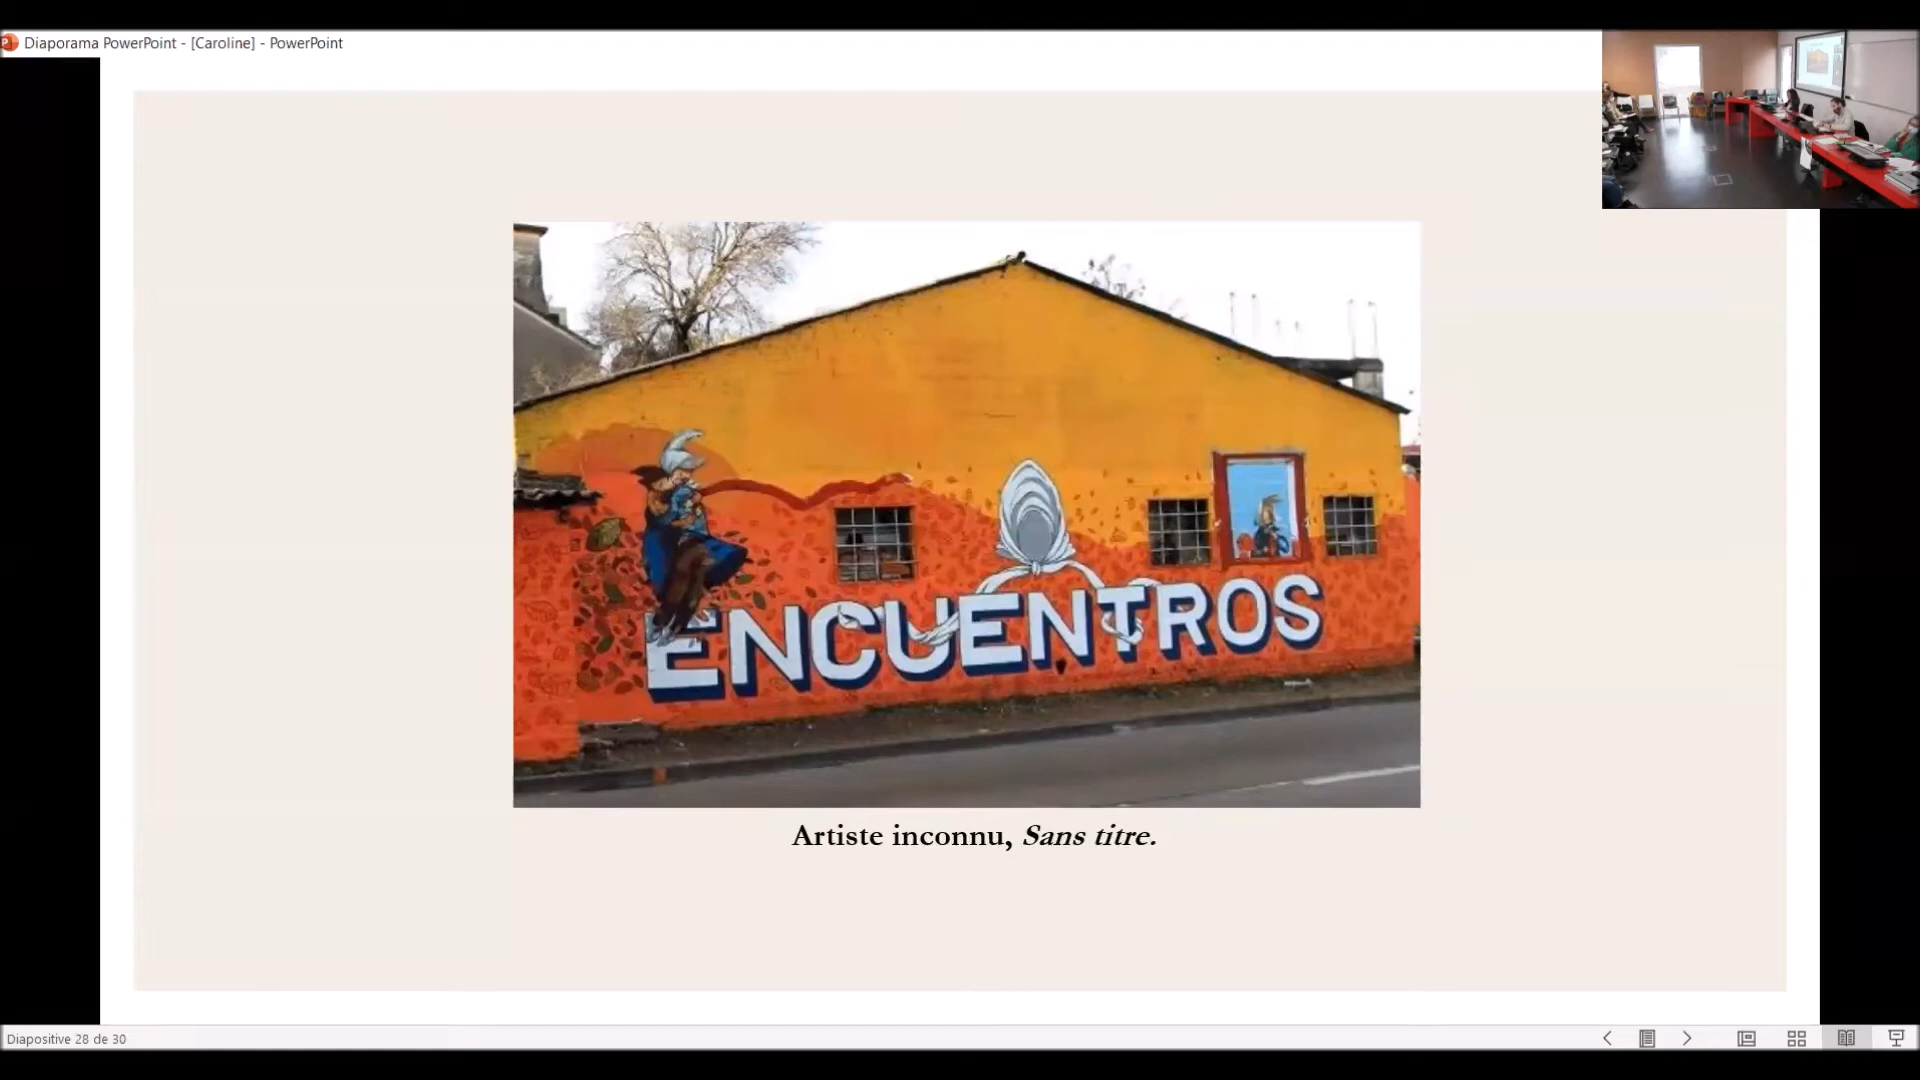 Diaporama PowerPoint - [Caroline] - PowerPoint
ENCUENTROS
Artiste inconnu, Sans titre.
Diapositive 28 de 30